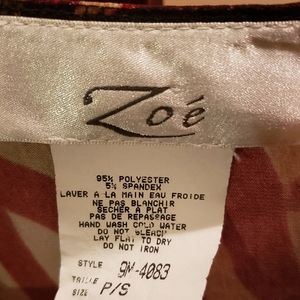 Zoé
95% POLYESTER
5% SPANDEX
LAVER A LA MAIN EAU FROIDE
NE PAS BLANCHIR
SECHER A PLAT
PAS DE REPASSAGE
HAND WASH COLD WATER
DO NOT BLEACH
LAY FLAT TO DRY
DO NOT IRON
STYLE 9W-4083
TAILLE
SIZE P/S